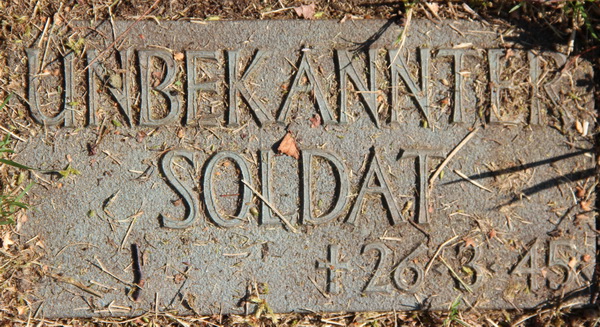 UNBEKANNTER
SOLDAT
† 26·3·45